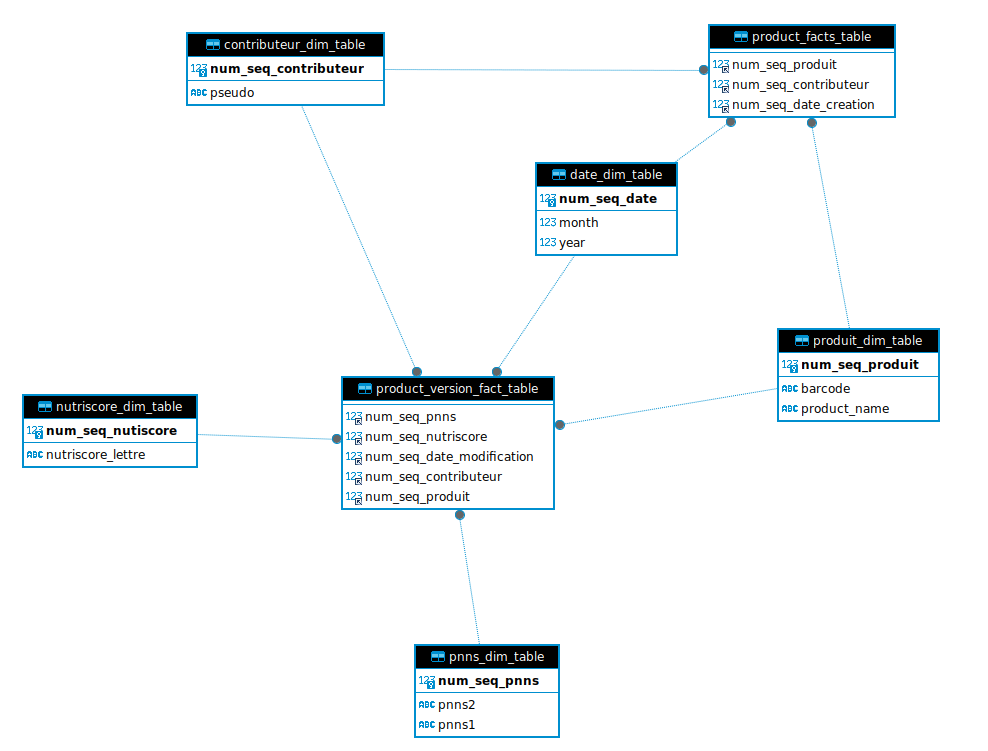 contributeur_dim_table
123 num_seq_contributeur
ABC pseudo
product_facts_table
123 num_seq_produit
123 num_seq_contributeur
123 num_seq_date_creation
date_dim_table
123 num_seq_date
123 month
123 year
produit_dim_table
123 num_seq_produit
ABC barcode
ABC product_name
product_version_fact_table
123 num_seq_pnns
123 num_seq_nutriscore
123 num_seq_date_modification
123 num_seq_contributeur
123 num_seq_produit
nutriscore_dim_table
123 num_seq_nutiscore
ABC nutriscore_lettre
pnns_dim_table
123 num_seq_pnns
ABC pnns2
ABC pnns1